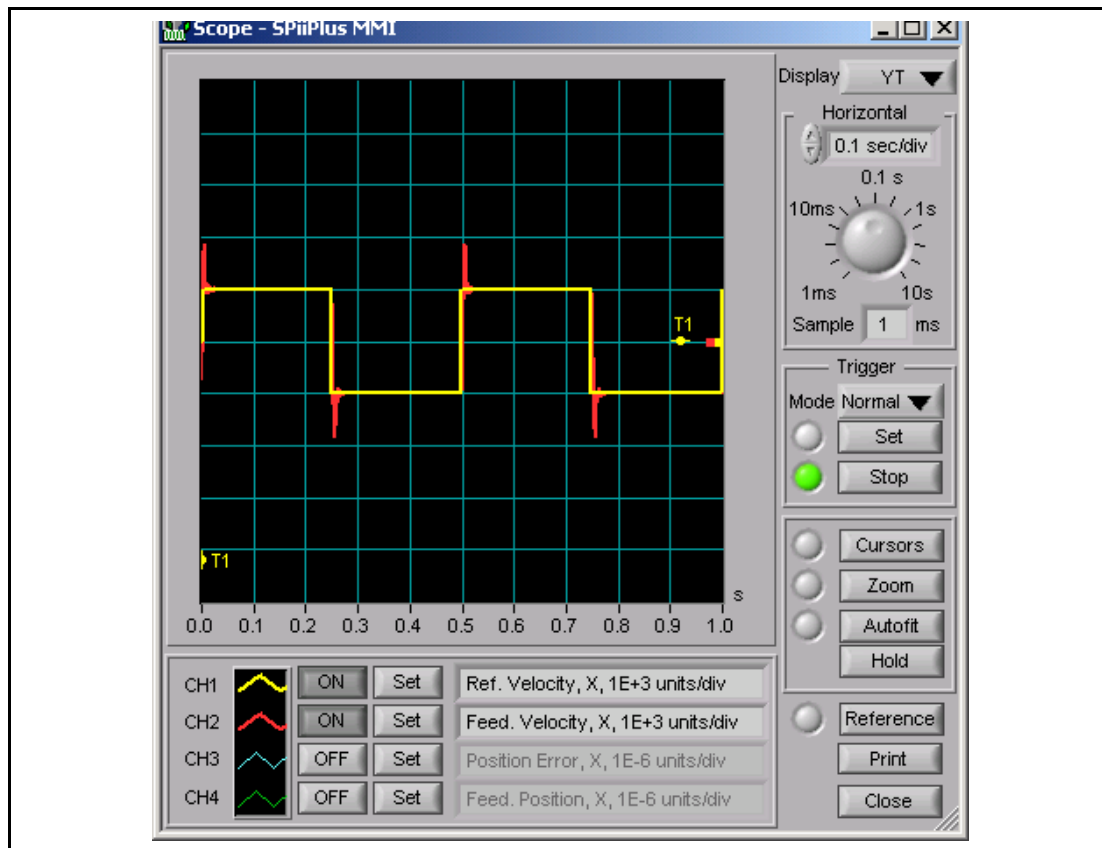 Scope - SPiiPlus MMI
Display YT
Horizontal
0.1 sec/div
0.1 s
10ms 1s
1ms 10s
Sample 1 ms
T1
Trigger
Mode Normal
Set
Stop
Cursors
Zoom
Autofit
Hold
T1
s
0.0 0.1 0.2 0.3 0.4 0.5 0.6 0.7 0.8 0.9 1.0
CH1 ON Set Ref. Velocity, X, 1E+3 units/div
CH2 ON Set Feed. Velocity, X, 1E+3 units/div
CH3 OFF Set Position Error, X, 1E-6 units/div
CH4 OFF Set Feed. Position, X, 1E-6 units/div
Reference
Print
Close